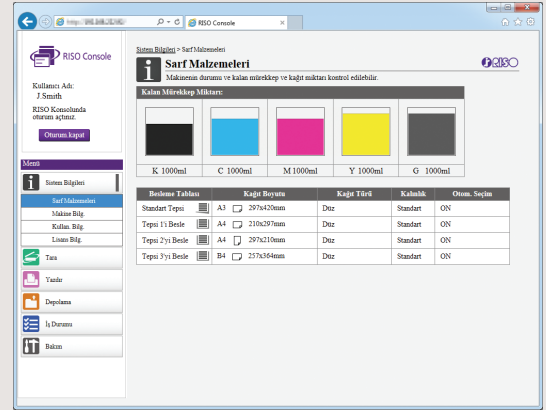 RISO Console
RISO Console
Kullanıcı Adı:
J.Smith
RISO Konsolunda
oturum açtınız.
Oturum kapat
Menü
Sistem Bilgileri
Sarf Malzemeleri
Makine Bilg.
Kullan. Bilg.
Lisans Bilg.
Tara
Yazdır
Depolama
İş Durumu
Bakım
Sistem Bilgileri > Sarf Malzemeleri
Sarf Malzemeleri
RISO
Makinenin durumu ve kalan mürekkep ve kağıt miktarı kontrol edilebilir.
Kalan Mürekkep Miktarı:
K 1000ml C 1000ml M 1000ml Y 1000ml G 1000ml
Besleme Tablası Kağıt Boyutu Kağıt Türü Kalınlık Otom. Seçim
Standart Tepsi A3 297x420mm Düz Standart ON
Tepsi 1'i Besle A4 210x297mm Düz Standart ON
Tepsi 2'yi Besle A4 297x210mm Düz Standart ON
Tepsi 3'yi Besle B4 257x364mm Düz Standart ON